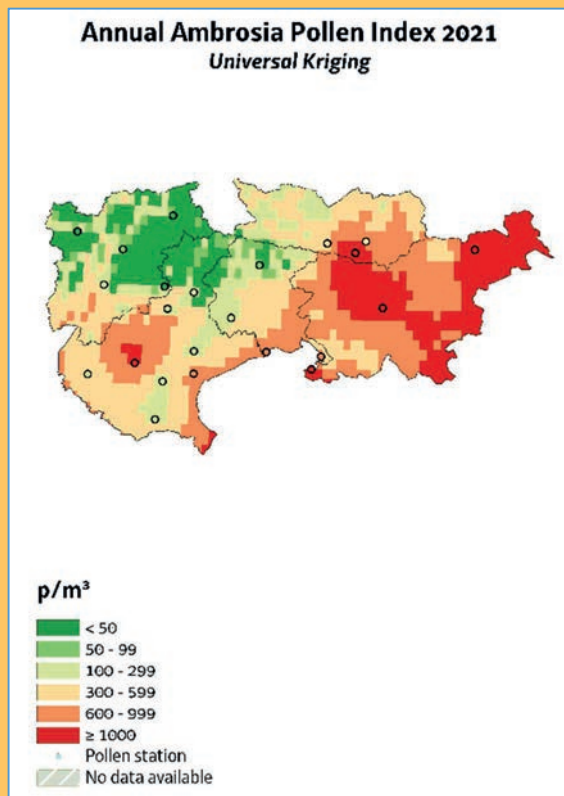 Annual Ambrosia Pollen Index 2021
Universal Kriging
p/m³
< 50
50 - 99
100 - 299
300 - 599
600 - 999
≥ 1000
Pollen station
No data available